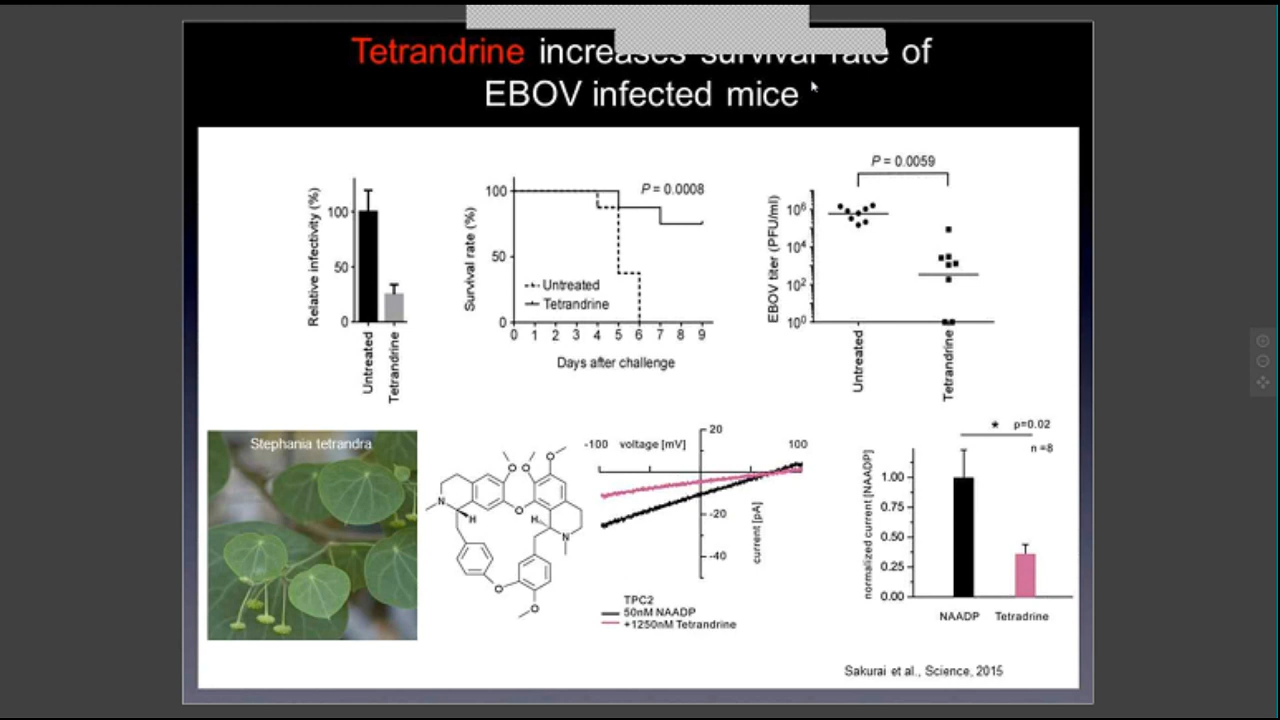 Tetrandrine increases survival rate of
EBOV infected mice
Relative infectivity (%)
100
50
0
Untreated
Tetrandrine
Survival rate (%)
100
50
0
P = 0.0008
Untreated
Tetrandrine
0 1 2 3 4 5 6 7 8 9
Days after challenge
P = 0.0059
EBOV titer (PFU/ml)
10⁶
10⁴
10²
10⁰
Untreated
Tetrandrine
Stephania tetrandra
O
O
O
N
H
O
H
N
O
O
-100 voltage [mV] 100
20
-20
-40
current [pA]
TPC2
50nM NAADP
+1250nM Tetrandrine
* p=0.02
n =8
normalized current [NAADP]
1.00
0.75
0.50
0.25
0.00
NAADP Tetradrine
Sakurai et al., Science, 2015